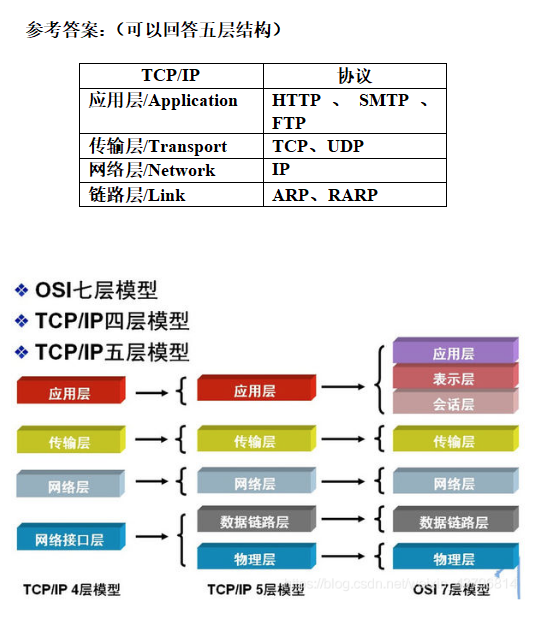 参考答案：（可以回答五层结构）
TCP/IP 协议
应用层/Application HTTP 、 SMTP 、
FTP
传输层/Transport TCP、UDP
网络层/Network IP
链路层/Link ARP、RARP
OSI七层模型
TCP/IP四层模型
TCP/IP五层模型
应用层
表示层
会话层
应用层 应用层
传输层 传输层 传输层
网络层 网络层 网络层
网络接口层
数据链路层 数据链路层
物理层 物理层
TCP/IP 4层模型 TCP/IP 5层模型 OSI 7层模型